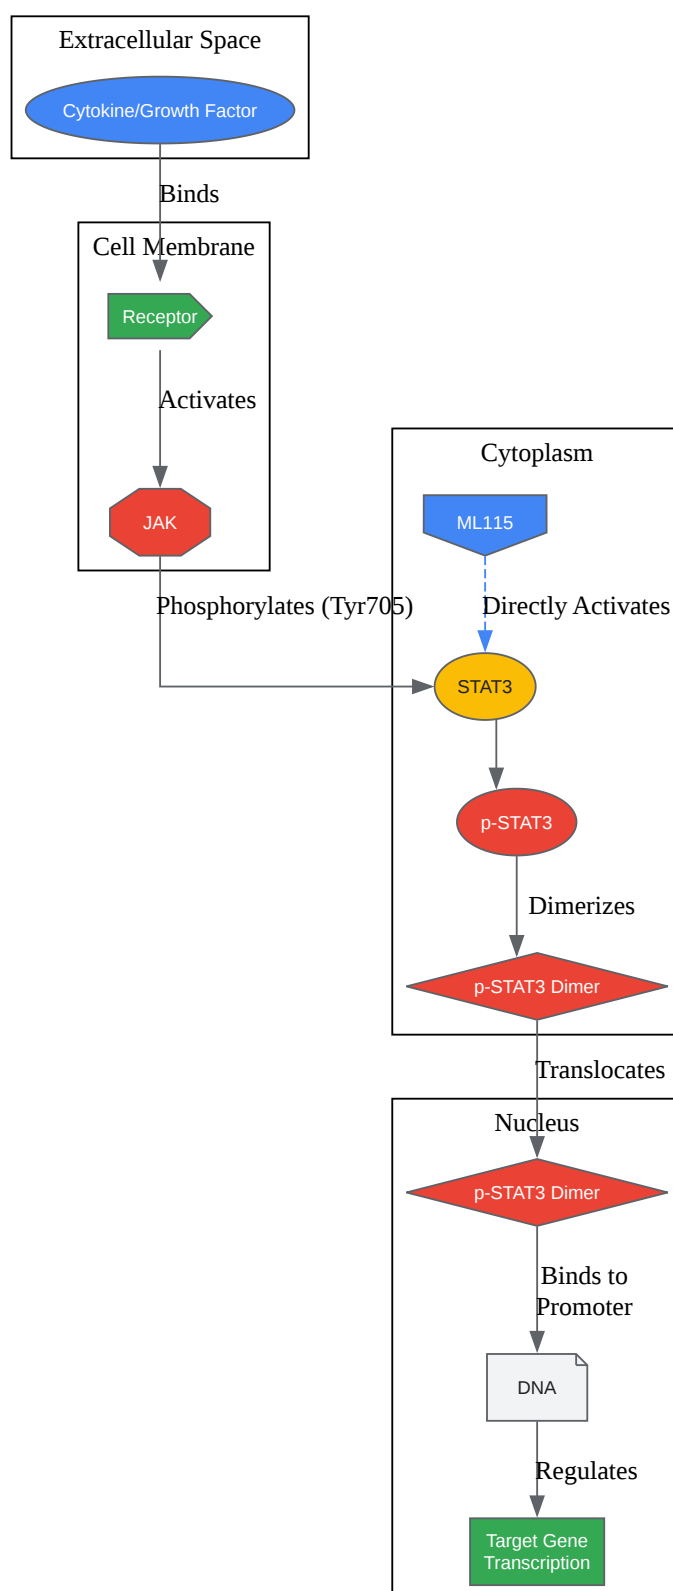 Extracellular Space
Cytokine/Growth Factor
Binds
Cell Membrane
Receptor
Activates
JAK
Cytoplasm
ML115
Phosphorylates (Tyr705)
Directly Activates
STAT3
p-STAT3
Dimerizes
p-STAT3 Dimer
Translocates
Nucleus
p-STAT3 Dimer
Binds to
Promoter
DNA
Regulates
Target Gene
Transcription